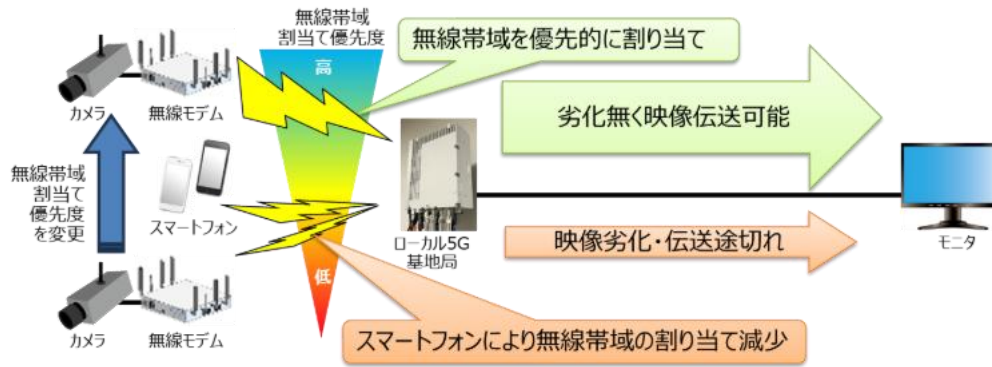 無線帯域
割当て優先度
無線帯域を優先的に割り当て
高
カメラ
無線モデム
劣化無く映像伝送可能
無線帯域
割当て
優先度
を変更
スマートフォン
ローカル5G
基地局
映像劣化・伝送途切れ
モニタ
低
カメラ
無線モデム
スマートフォンにより無線帯域の割り当て減少